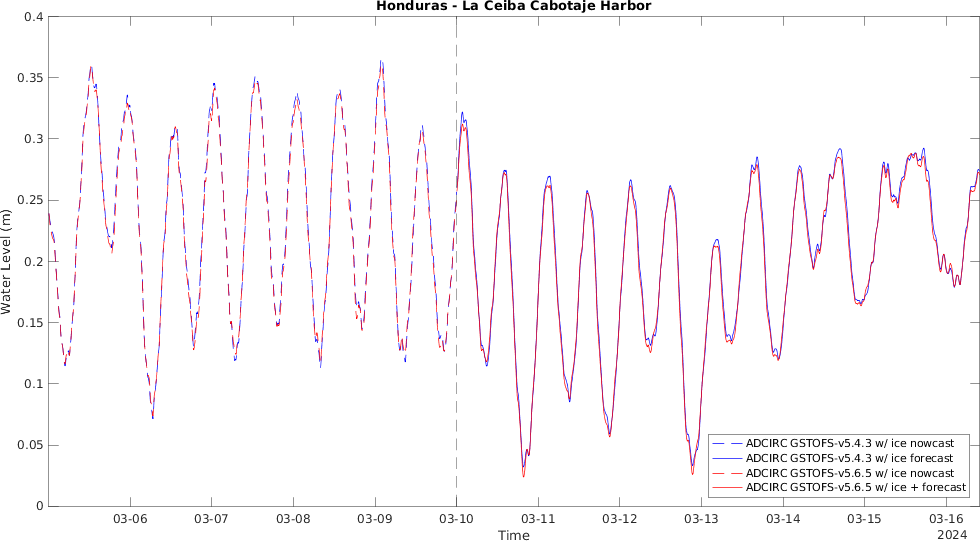 Honduras - La Ceiba Cabotaje Harbor
0.4
0.35
0.3
0.25
0.2
0.15
0.1
0.05
0
Water Level (m)
03-06 03-07 03-08 03-09 03-10 03-11 03-12 03-13 03-14 03-15 03-16
Time
2024
ADCIRC GSTOFS-v5.4.3 w/ ice nowcast
ADCIRC GSTOFS-v5.4.3 w/ ice forecast
ADCIRC GSTOFS-v5.6.5 w/ ice nowcast
ADCIRC GSTOFS-v5.6.5 w/ ice + forecast